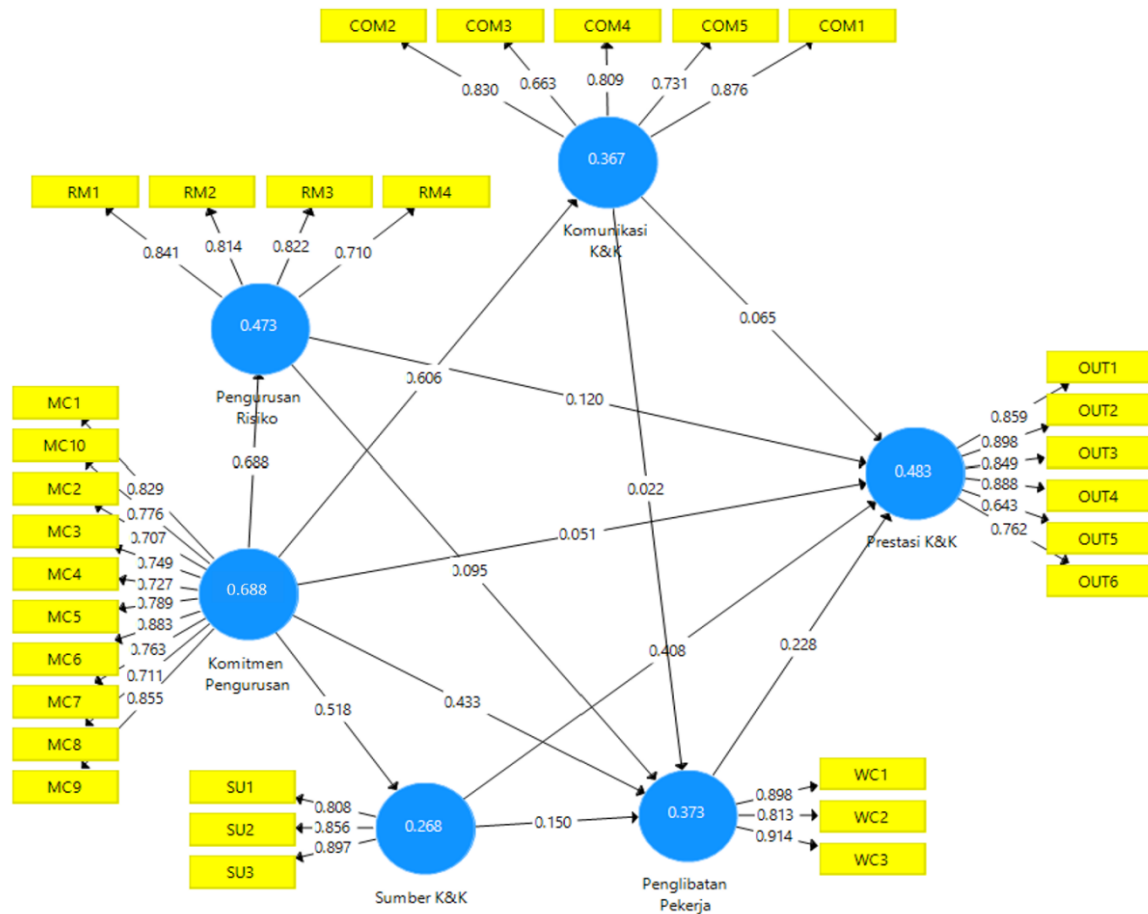 COM2 COM3 COM4 COM5 COM1
0.830 0.663 0.809 0.731 0.876
0.367
Komunikasi
K&K
RM1 RM2 RM3 RM4
0.841 0.814 0.822 0.710
0.473
Pengurusan
Risiko
0.606
0.065
0.120
0.688
0.022
0.051
0.095
0.408
0.228
0.433
0.518
0.150
MC1
MC10
MC2
MC3
MC4
MC5
MC6
MC7
MC8
MC9
0.829
0.776
0.707
0.749
0.727
0.789
0.883
0.763
0.711
0.855
0.688
Komitmen
Pengurusan
OUT1
OUT2
OUT3
OUT4
OUT5
OUT6
0.859
0.898
0.849
0.888
0.643
0.762
0.483
Prestasi K&K
SU1
SU2
SU3
0.808
0.856
0.897
0.268
Sumber K&K
0.373
Penglibatan
Pekerja
0.898
0.813
0.914
WC1
WC2
WC3